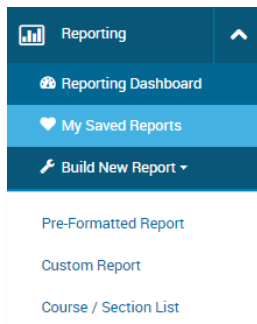 Reporting
Reporting Dashboard
My Saved Reports
Build New Report
Pre-Formatted Report
Custom Report
Course / Section List